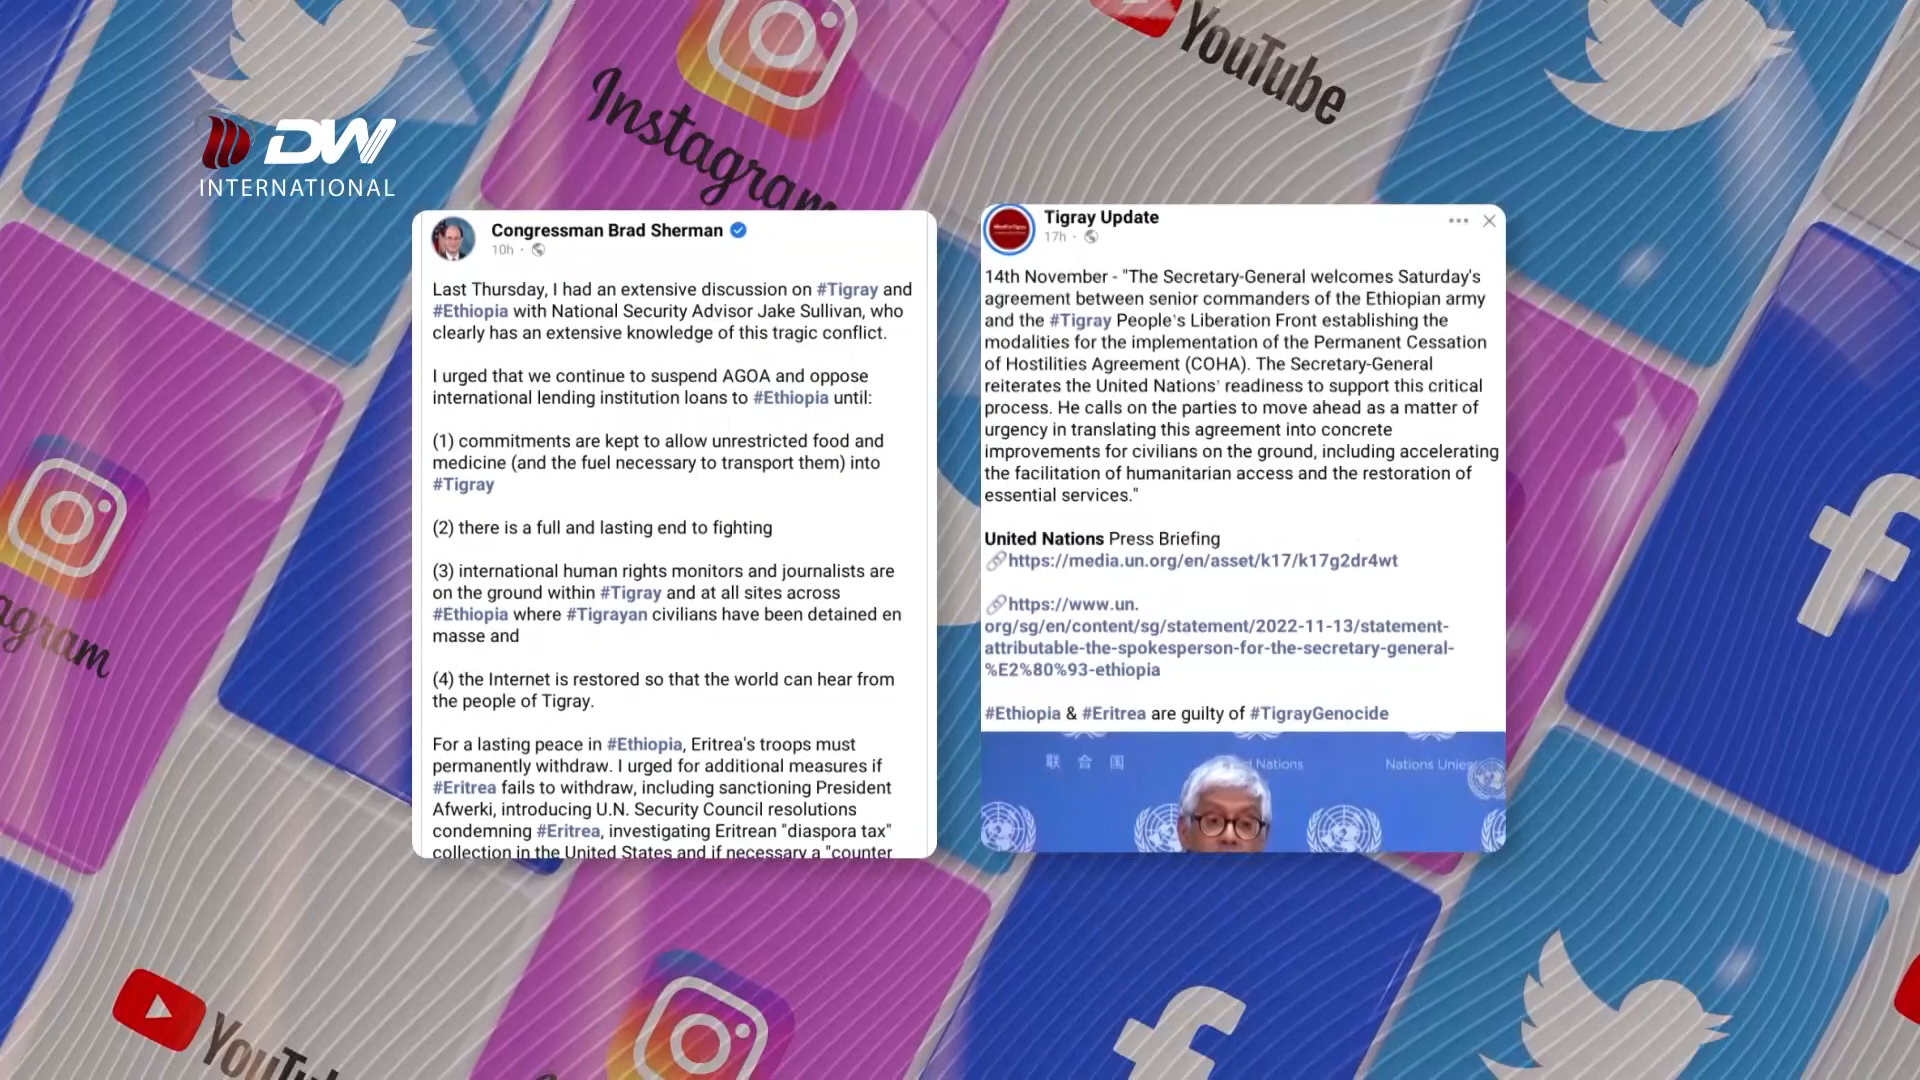 Instagram
YouTube
DW
INTERNATIONAL
Congressman Brad Sherman
10h ·
Last Thursday, I had an extensive discussion on #Tigray and
#Ethiopia with National Security Advisor Jake Sullivan, who
clearly has an extensive knowledge of this tragic conflict.
I urged that we continue to suspend AGOA and oppose
international lending institution loans to #Ethiopia until:
(1) commitments are kept to allow unrestricted food and
medicine (and the fuel necessary to transport them) into
#Tigray
(2) there is a full and lasting end to fighting
(3) international human rights monitors and journalists are
on the ground within #Tigray and at all sites across
#Ethiopia where #Tigrayan civilians have been detained en
masse and
(4) the Internet is restored so that the world can hear from
the people of Tigray.
For a lasting peace in #Ethiopia, Eritrea's troops must
permanently withdraw. I urged for additional measures if
#Eritrea fails to withdraw, including sanctioning President
Afwerki, introducing U.N. Security Council resolutions
condemning #Eritrea, investigating Eritrean "diaspora tax"
collection in the United States and if necessary a "counter
Tigray Update
17h ·
14th November - "The Secretary-General welcomes Saturday's
agreement between senior commanders of the Ethiopian army
and the #Tigray People's Liberation Front establishing the
modalities for the implementation of the Permanent Cessation
of Hostilities Agreement (COHA). The Secretary-General
reiterates the United Nations' readiness to support this critical
process. He calls on the parties to move ahead as a matter of
urgency in translating this agreement into concrete
improvements for civilians on the ground, including accelerating
the facilitation of humanitarian access and the restoration of
essential services."
United Nations Press Briefing
https://media.un.org/en/asset/k17/k17g2dr4wt
https://www.un.
org/sg/en/content/sg/statement/2022-11-13/statement-
attributable-the-spokesperson-for-the-secretary-general-
%E2%80%93-ethiopia
#Ethiopia & #Eritrea are guilty of #TigrayGenocide
联 合 国
Nations
Nations Unies
agram
YouTu